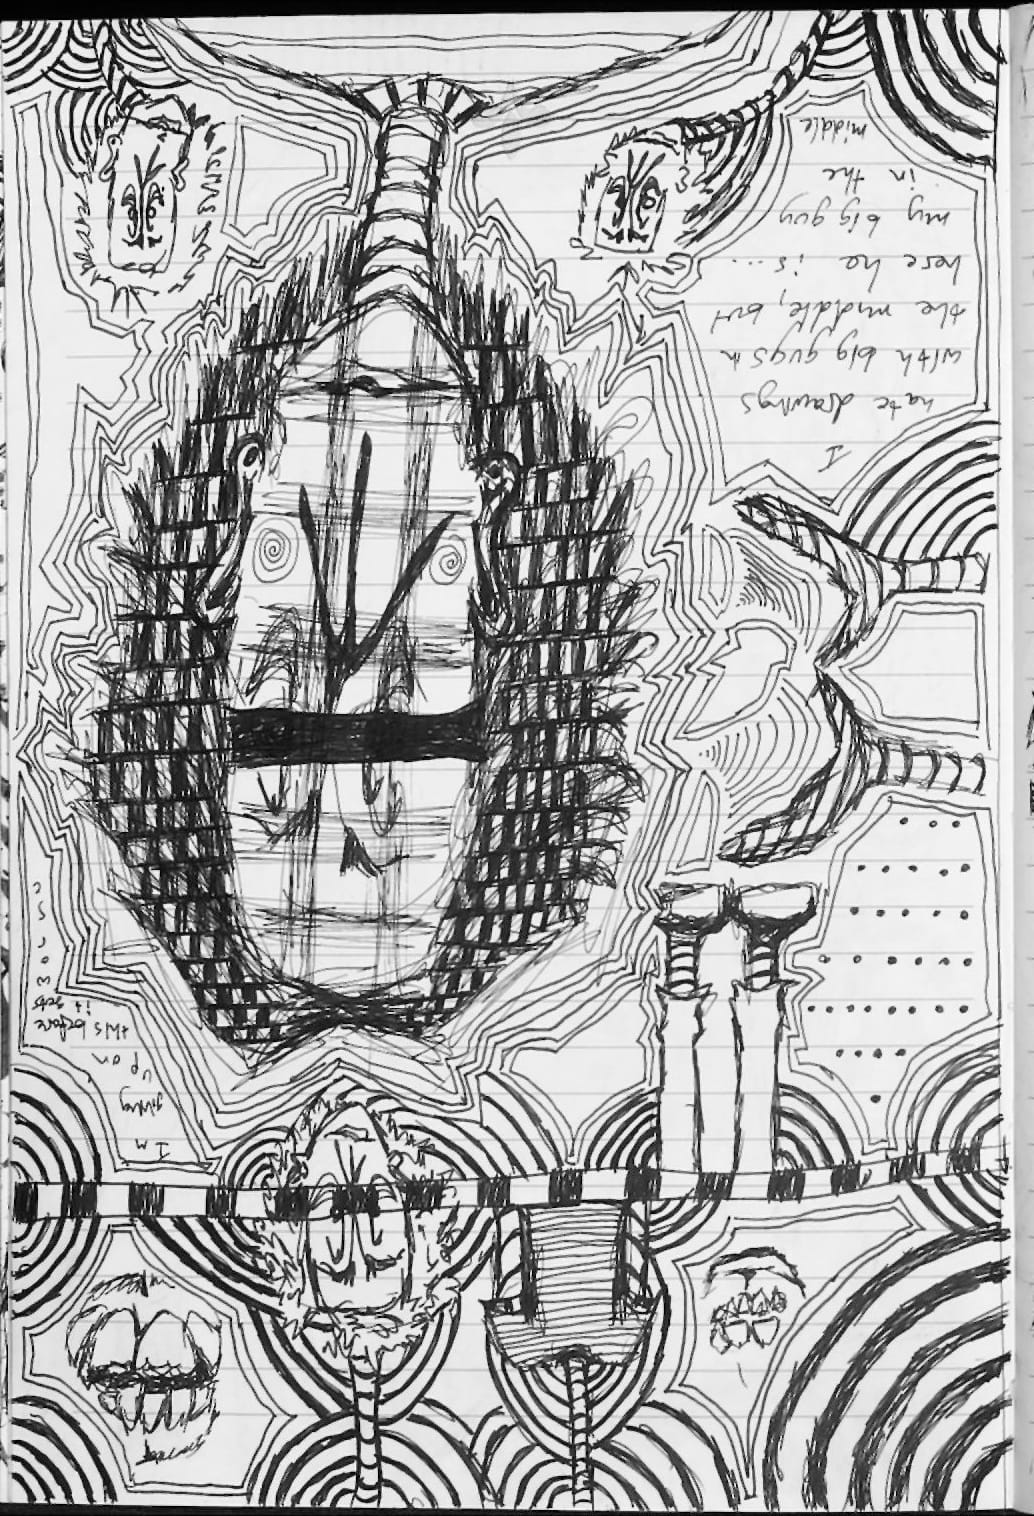 Im
giving
up on
this before
it gets
worse
I
hate drawings
with big guys in
the middle, but
here he is...
my big guy
in the
middle